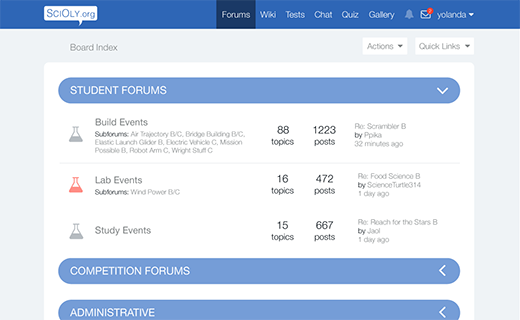 SCIOLY.org
Forums Wiki Tests Chat Quiz Gallery yolanda
Board Index Actions Quick Links
STUDENT FORUMS
Build Events
Subforums: Air Trajectory B/C, Bridge Building B/C,
Elastic Launch Glider B, Electric Vehicle C, Mission
Possible B, Robot Arm C, Wright Stuff C
88 topics
1223 posts
Re: Scrambler B
by Ppika
32 minutes ago
Lab Events
Subforums: Wind Power B/C
16 topics
472 posts
Re: Food Science B
by ScienceTurtle314
1 day ago
Study Events
15 topics
667 posts
Re: Reach for the Stars B
by Jaol
1 day ago
COMPETITION FORUMS
ADMINISTRATIVE